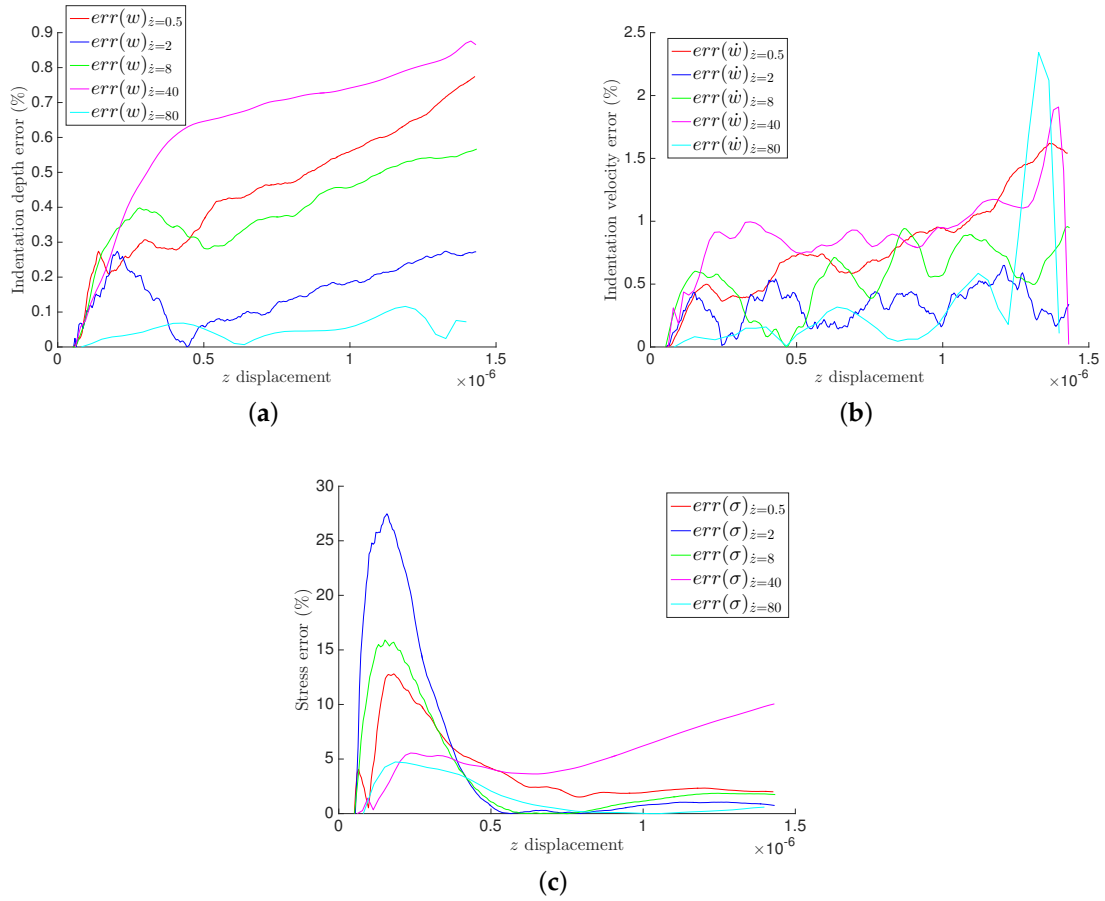 err(w)ż=0.5
err(w)ż=2
err(w)ż=8
err(w)ż=40
err(w)ż=80
Indentation depth error (%)
0.9
0.8
0.7
0.6
0.5
0.4
0.3
0.2
0.1
0
0 0.5 1 1.5
×10⁻⁶
z displacement
(a)
err(ẇ)ż=0.5
err(ẇ)ż=2
err(ẇ)ż=8
err(ẇ)ż=40
err(ẇ)ż=80
Indentation velocity error (%)
2.5
2
1.5
1
0.5
0
0 0.5 1 1.5
×10⁻⁶
z displacement
(b)
err(σ)ż=0.5
err(σ)ż=2
err(σ)ż=8
err(σ)ż=40
err(σ)ż=80
Stress error (%)
30
25
20
15
10
5
0
0 0.5 1 1.5
×10⁻⁶
z displacement
(c)